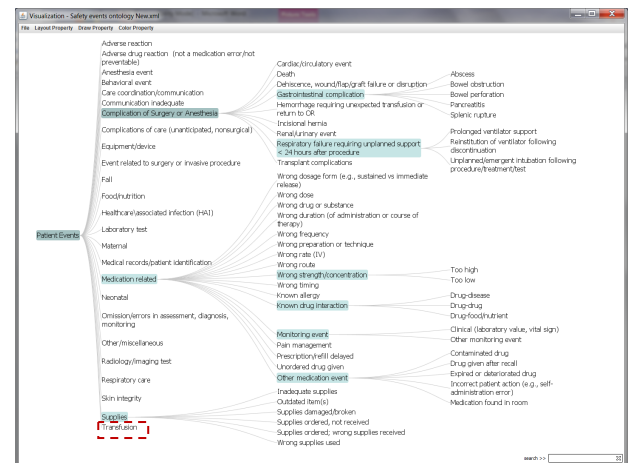 Visualization - Safety events ontology New.xml
File Layout Property Draw Property Color Property
Patient Events
Adverse reaction
Adverse drug reaction (not a medication error/not
preventable)
Anesthesia event
Behavioral event
Care coordination/communication
Communication inadequate
Complication of Surgery or Anesthesia
Complications of care (unanticipated, nonsurgical)
Equipment/device
Event related to surgery or invasive procedure
Fall
Food/nutrition
Healthcare\associated infection (HAI)
Laboratory test
Maternal
Medical records/patient identification
Medication related
Neonatal
Omission/errors in assessment, diagnosis,
monitoring
Other/miscellaneous
Radiology/imaging test
Respiratory care
Skin integrity
Supplies
Transfusion
Cardiac/circulatory event
Death
Dehiscence, wound/flap/graft failure or disruption
Gastrointestinal complication
Hemorrhage requiring unexpected transfusion or
return to OR
Incisional hernia
Renal/urinary event
Respiratory failure requiring unplanned support
< 24 hours after procedure
Transplant complications
Wrong dosage form (e.g., sustained vs immediate
release)
Wrong dose
Wrong drug or substance
Wrong duration (of administration or course of
therapy)
Wrong frequency
Wrong preparation or technique
Wrong rate (IV)
Wrong route
Wrong strength/concentration
Wrong timing
Known allergy
Known drug interaction
Monitoring event
Pain management
Prescription/refill delayed
Unordered drug given
Other medication event
Inadequate supplies
Outdated item(s)
Supplies damaged/broken
Supplies ordered, not received
Supplies ordered; wrong supplies received
Wrong supplies used
Abscess
Bowel obstruction
Bowel perforation
Pancreatitis
Splenic rupture
Prolonged ventilator support
Reinstitution of ventilator following
discontinuation
Unplanned/emergent intubation following
procedure/treatment/test
Too high
Too low
Drug-disease
Drug-drug
Drug-food/nutrient
Clinical (laboratory value, vital sign)
Other monitoring event
Contaminated drug
Drug given after recall
Expired or deteriorated drug
Incorrect patient action (e.g., self-
administration error)
Medication found in room
search >>